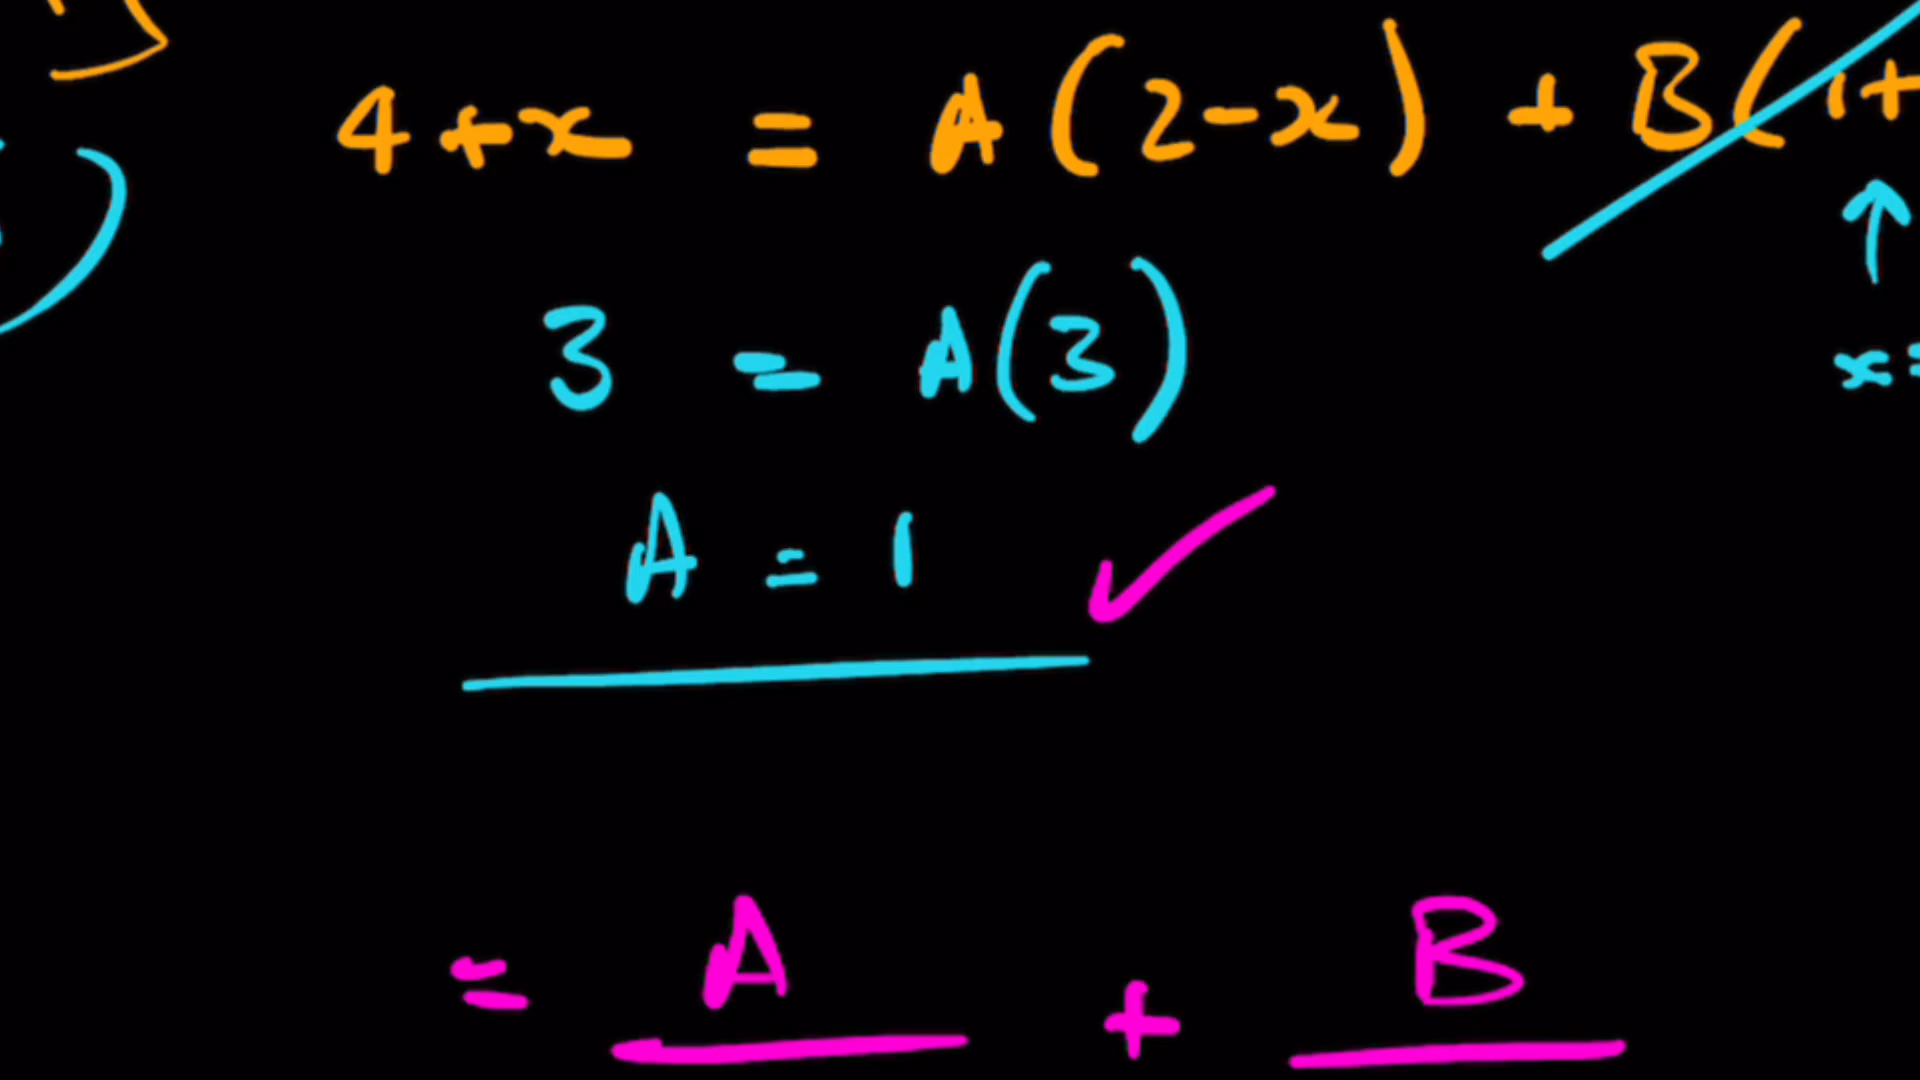 4+x = A(2-x) + B(1+
x=
3 = A(3)
A = 1
= A + B